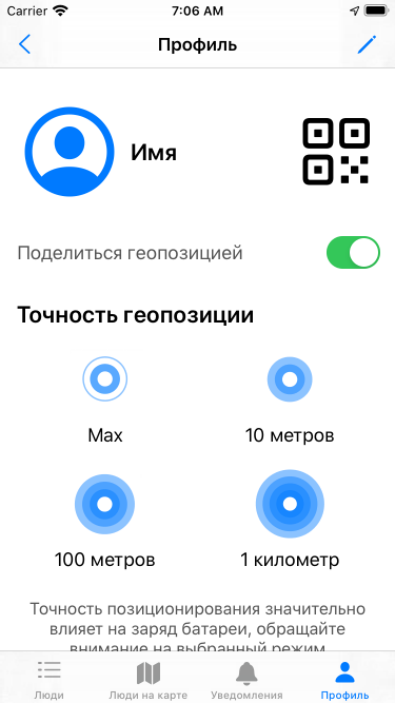 Carrier 7:06 AM
Профиль
Имя
Поделиться геопозицией
Точность геопозиции
Max 10 метров
100 метров 1 километр
Точность позиционирования значительно
влияет на заряд батареи, обращайте
внимание на выбранный режим
Люди Люди на карте Уведомления Профиль